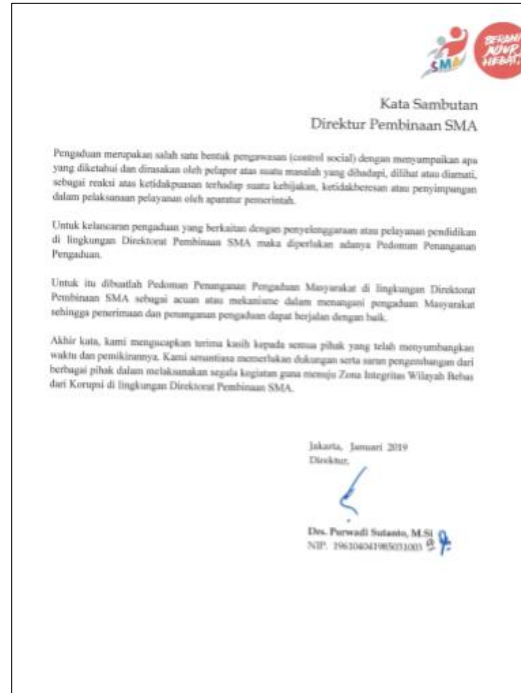 SMA
BERANI
JUJUR
HEBAT.
Kata Sambutan
Direktur Pembinaan SMA
Pengaduan merupakan salah satu bentuk pengawasan (control social) dengan menyampaikan apa
yang diketahui dan dirasakan oleh pelapor atas suatu masalah yang dihadapi, dilihat atau diamati,
sebagai reaksi atas ketidakpuasan terhadap suatu kebijakan, ketidakberesan atau penyimpangan
dalam pelaksanaan pelayanan oleh aparatur pemerintah.
Untuk kelancaran pengaduan yang berkaitan dengan penyelenggaraan atau pelayanan pendidikan
di lingkungan Direktorat Pembinaan SMA maka diperlukan adanya Pedoman Penanganan
Pengaduan.
Untuk itu dibuatlah Pedoman Penanganan Pengaduan Masyarakat di lingkungan Direktorat
Pembinaan SMA sebagai acuan atau mekanisme dalam menangani pengaduan Masyarakat
sehingga penerimaan dan penanganan pengaduan dapat berjalan dengan baik.
Akhir kata, kami mengucapkan terima kasih kepada semua pihak yang telah menyumbangkan
waktu dan pemikirannya. Kami senantiasa memerlukan dukungan serta saran pengembangan dari
berbagai pihak dalam melaksanakan segala kegiatan guna menuju Zona Integritas Wilayah Bebas
dari Korupsi di lingkungan Direktorat Pembinaan SMA.
Jakarta, Januari 2019
Direktur,
Drs. Purwadi Sutanto, M.Si
NIP. 196104041985031003